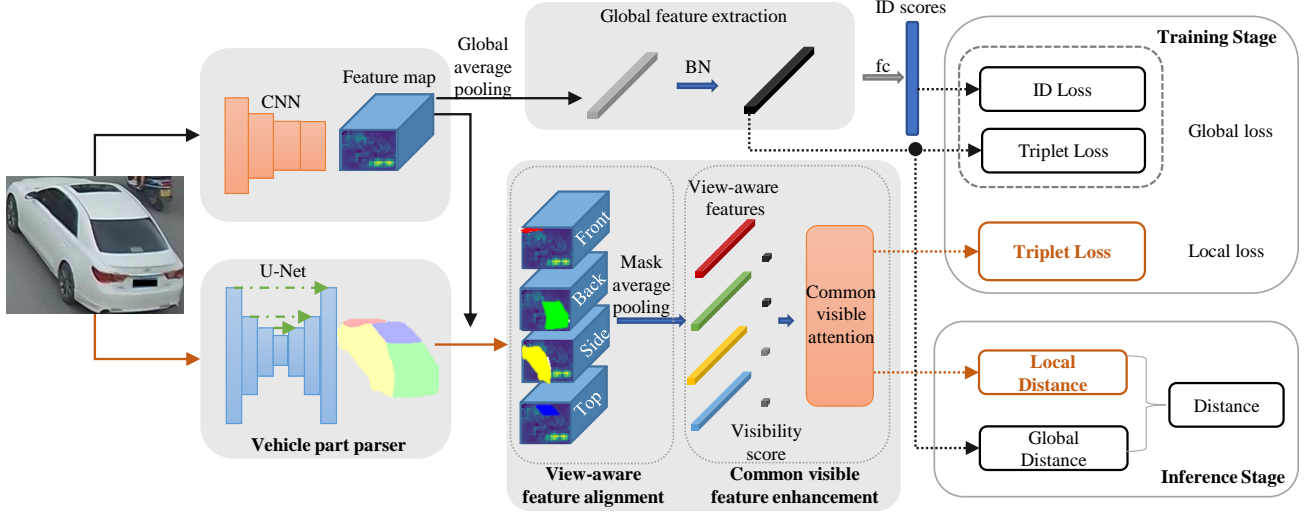 Global feature extraction
ID scores
Training Stage
Global
average
pooling
BN
fc
Feature map
CNN
ID Loss
Triplet Loss
Global loss
Triplet Loss
Local loss
U-Net
Vehicle part parser
Front
Back
Side
Top
Mask
average
pooling
View-aware
features
Visibility
score
Common
visible
attention
View-aware
feature alignment
Common visible
feature enhancement
Local
Distance
Global
Distance
Distance
Inference Stage